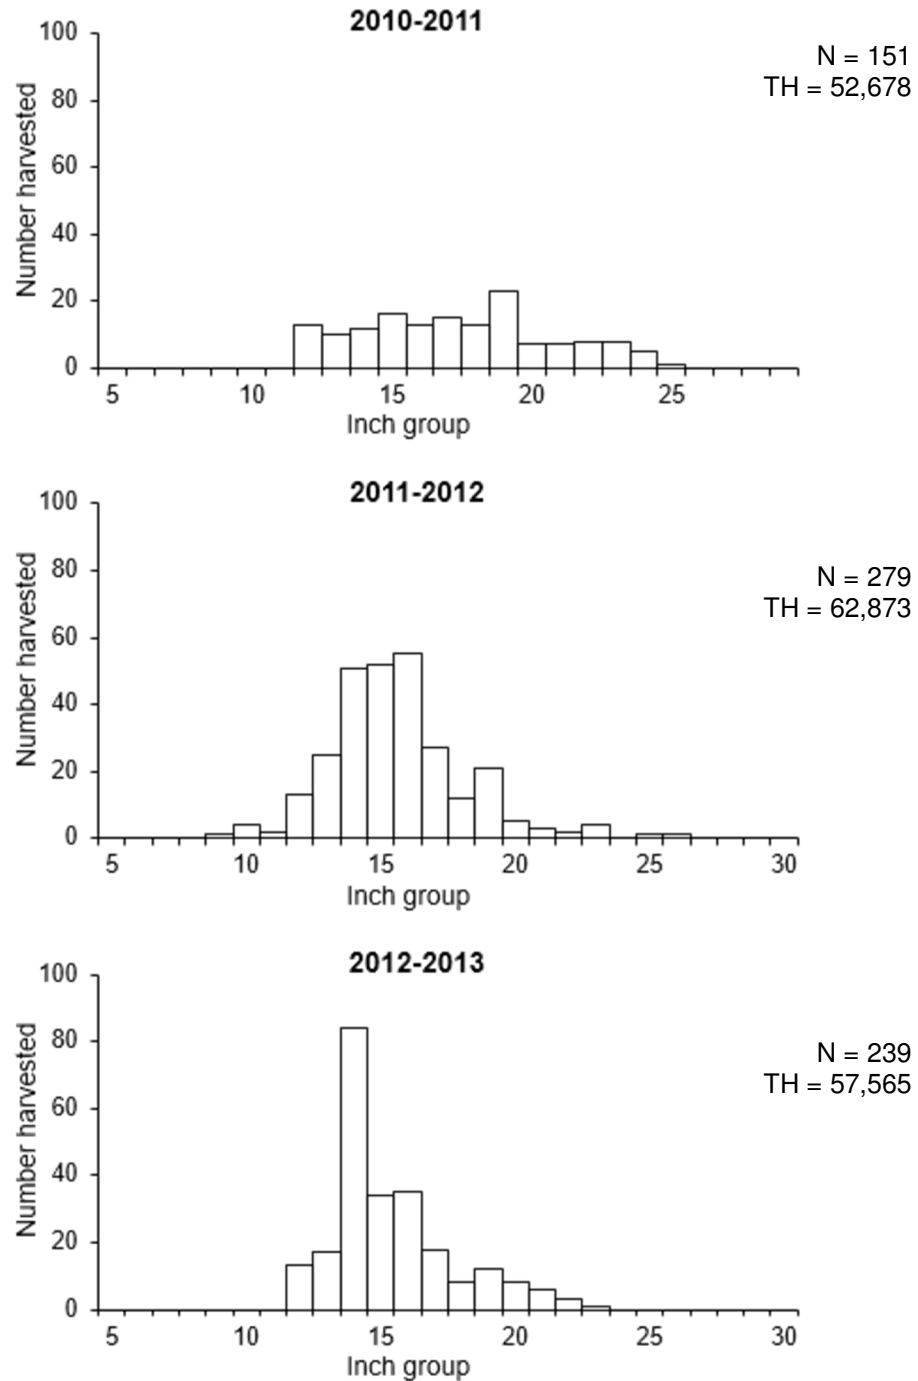 2010-2011
N = 151
TH = 52,678
Number harvested
100
80
60
40
20
0
5 10 15 20 25
Inch group
2011-2012
N = 279
TH = 62,873
Number harvested
100
80
60
40
20
0
5 10 15 20 25 30
Inch group
2012-2013
N = 239
TH = 57,565
Number harvested
100
80
60
40
20
0
5 10 15 20 25 30
Inch group